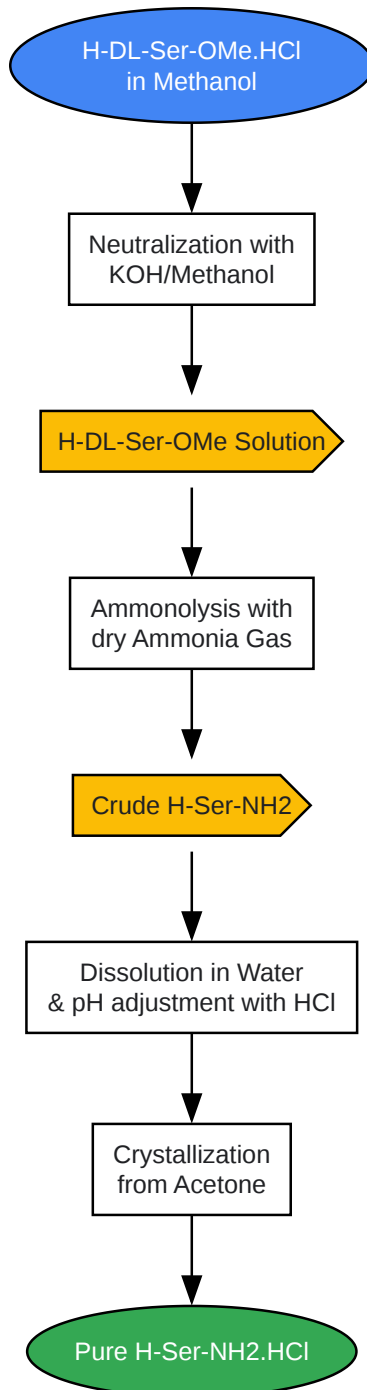 H-DL-Ser-OMe.HCl
in Methanol
Neutralization with
KOH/Methanol
H-DL-Ser-OMe Solution
Ammonolysis with
dry Ammonia Gas
Crude H-Ser-NH2
Dissolution in Water
& pH adjustment with HCl
Crystallization
from Acetone
Pure H-Ser-NH2.HCl